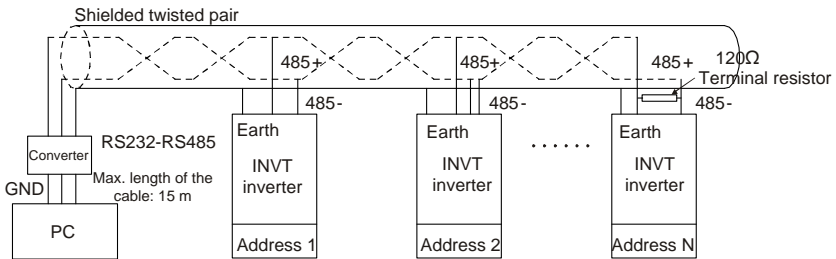 Shielded twisted pair
485+
485+
485+
120Ω
Terminal resistor
485-
485-
485-
Earth
Earth
Earth
Converter
RS232-RS485
GND
Max. length of the
cable: 15 m
INVT
inverter
INVT
inverter
......
INVT
inverter
PC
Address 1
Address 2
Address N